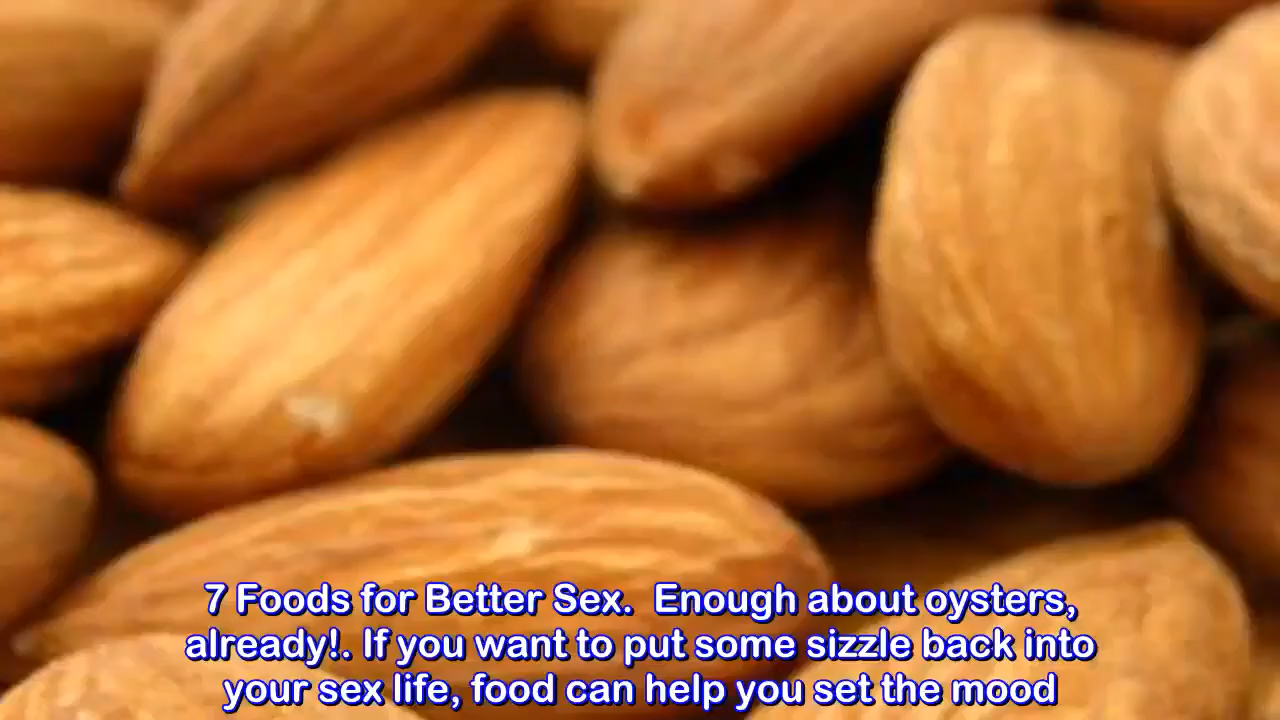 7 Foods for Better Sex.  Enough about oysters,
already!. If you want to put some sizzle back into
your sex life, food can help you set the mood